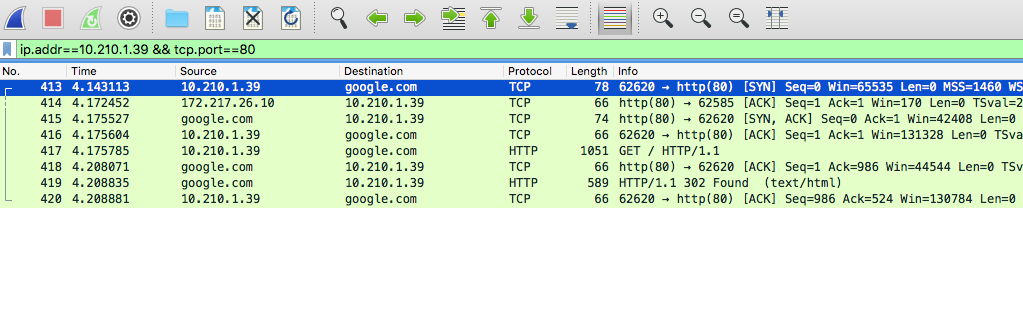 ip.addr==10.210.1.39 && tcp.port==80
No. Time Source Destination Protocol Length Info
413 4.143113 10.210.1.39 google.com TCP 78 62620 → http(80) [SYN] Seq=0 Win=65535 Len=0 MSS=1460 WS
414 4.172452 172.217.26.10 10.210.1.39 TCP 66 http(80) → 62585 [ACK] Seq=1 Ack=1 Win=170 Len=0 TSval=2
415 4.175527 google.com 10.210.1.39 TCP 74 http(80) → 62620 [SYN, ACK] Seq=0 Ack=1 Win=42408 Len=0
416 4.175604 10.210.1.39 google.com TCP 66 62620 → http(80) [ACK] Seq=1 Ack=1 Win=131328 Len=0 TSva
417 4.175785 10.210.1.39 google.com HTTP 1051 GET / HTTP/1.1
418 4.208071 google.com 10.210.1.39 TCP 66 http(80) → 62620 [ACK] Seq=1 Ack=986 Win=44544 Len=0 TSv
419 4.208835 google.com 10.210.1.39 HTTP 589 HTTP/1.1 302 Found (text/html)
420 4.208881 10.210.1.39 google.com TCP 66 62620 → http(80) [ACK] Seq=986 Ack=524 Win=130784 Len=0